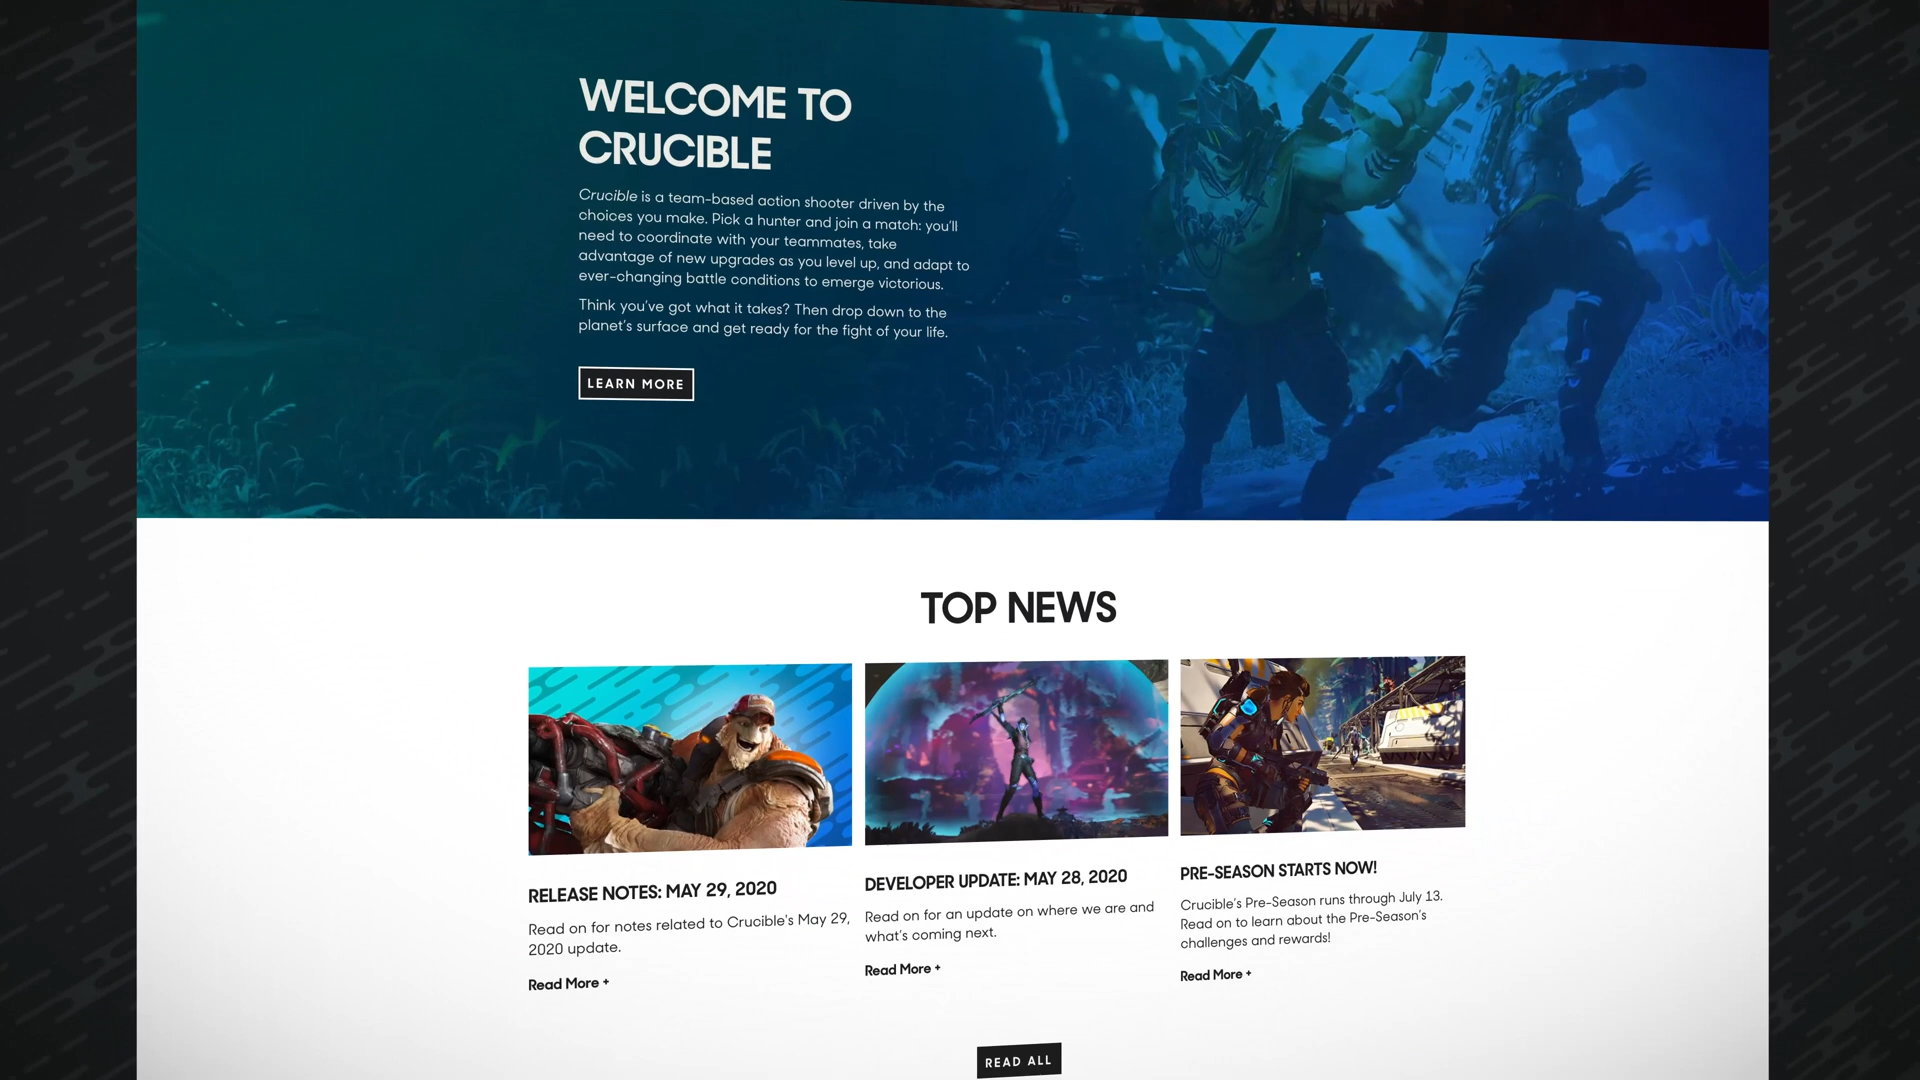 WELCOME TO
CRUCIBLE
Crucible is a team-based action shooter driven by the
choices you make. Pick a hunter and join a match: you'll
need to coordinate with your teammates, take
advantage of new upgrades as you level up, and adapt to
ever-changing battle conditions to emerge victorious.
Think you've got what it takes? Then drop down to the
planet's surface and get ready for the fight of your life.
LEARN MORE
TOP NEWS
RELEASE NOTES: MAY 29, 2020
Read on for notes related to Crucible's May 29,
2020 update.
Read More +
DEVELOPER UPDATE: MAY 28, 2020
Read on for an update on where we are and
what's coming next.
Read More +
PRE-SEASON STARTS NOW!
Crucible's Pre-Season runs through July 13.
Read on to learn about the Pre-Season's
challenges and rewards!
Read More +
READ ALL